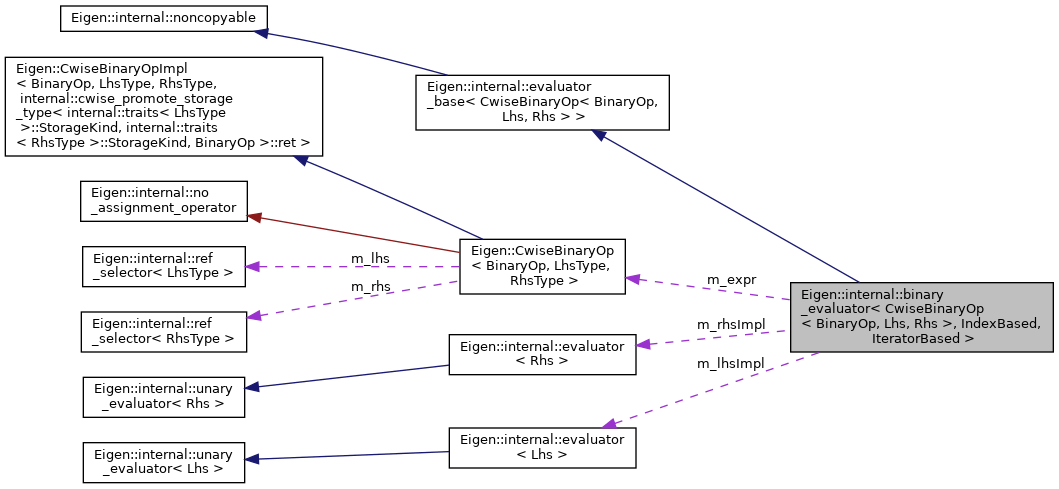 Eigen::internal::noncopyable
Eigen::CwiseBinaryOpImpl
< BinaryOp, LhsType, RhsType,
internal::cwise_promote_storage
_type< internal::traits< LhsType
>::StorageKind, internal::traits
< RhsType >::StorageKind, BinaryOp >::ret >
Eigen::internal::evaluator
_base< CwiseBinaryOp< BinaryOp,
Lhs, Rhs > >
Eigen::internal::no
_assignment_operator
Eigen::internal::ref
_selector< LhsType >
Eigen::internal::ref
_selector< RhsType >
m_lhs
m_rhs
Eigen::CwiseBinaryOp
< BinaryOp, LhsType,
RhsType >
m_expr
m_rhsImpl
m_lhsImpl
Eigen::internal::binary
_evaluator< CwiseBinaryOp
< BinaryOp, Lhs, Rhs >, IndexBased,
IteratorBased >
Eigen::internal::evaluator
< Rhs >
Eigen::internal::unary
_evaluator< Rhs >
Eigen::internal::evaluator
< Lhs >
Eigen::internal::unary
_evaluator< Lhs >